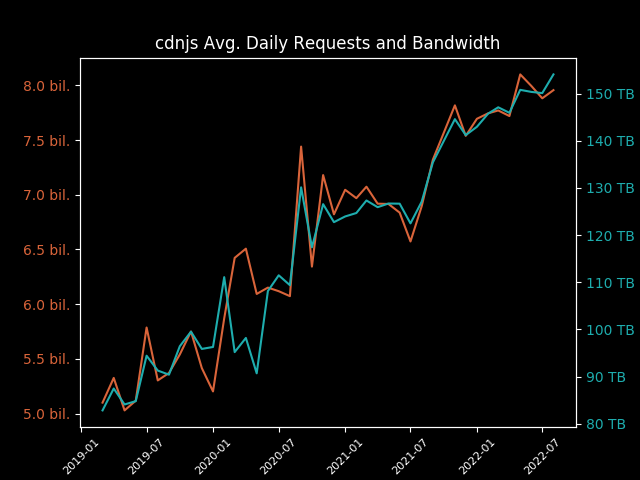 cdnjs Avg. Daily Requests and Bandwidth
8.0 bil.
7.5 bil.
7.0 bil.
6.5 bil.
6.0 bil.
5.5 bil.
5.0 bil.
150 TB
140 TB
130 TB
120 TB
110 TB
100 TB
90 TB
80 TB
2019-01
2019-07
2020-01
2020-07
2021-01
2021-07
2022-01
2022-07